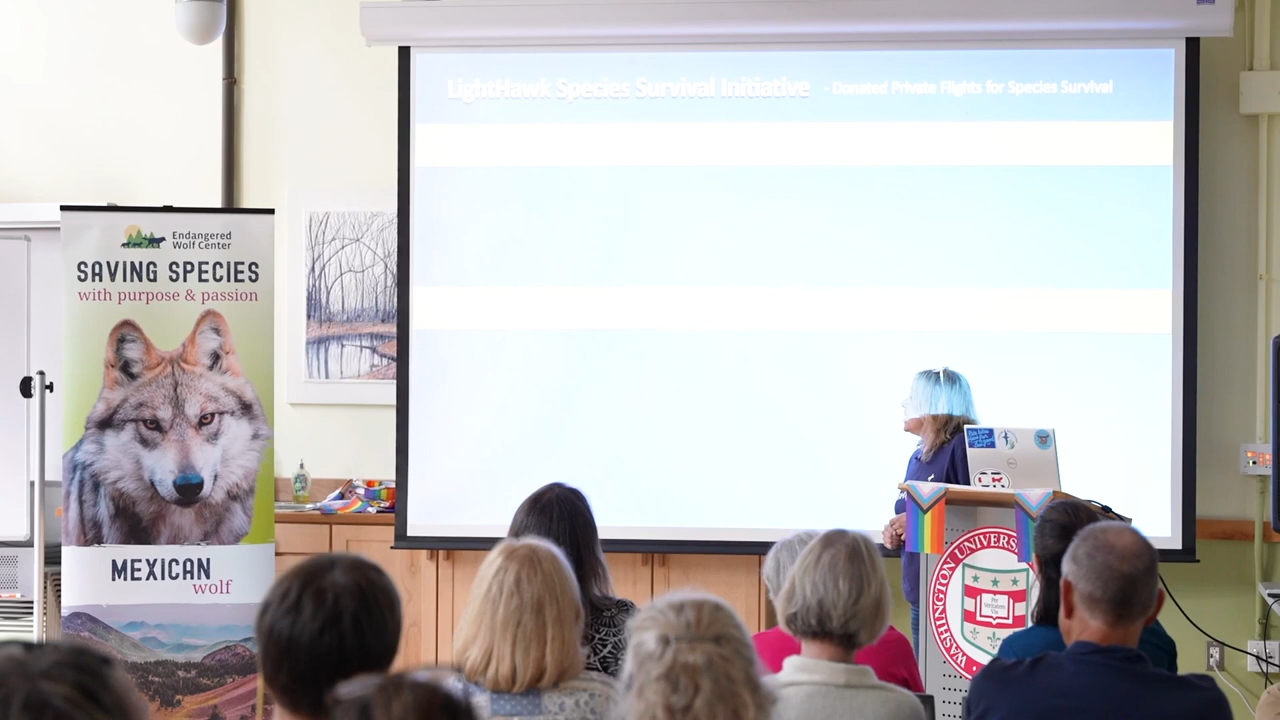 LightHawk Species Survival Initiative - Donated Private Flights for Species Survival
Endangered
Wolf Center
SAVING SPECIES
with purpose & passion
MEXICAN
wolf
WASHINGTON UNIVERS
Per
Veritatem
Vis